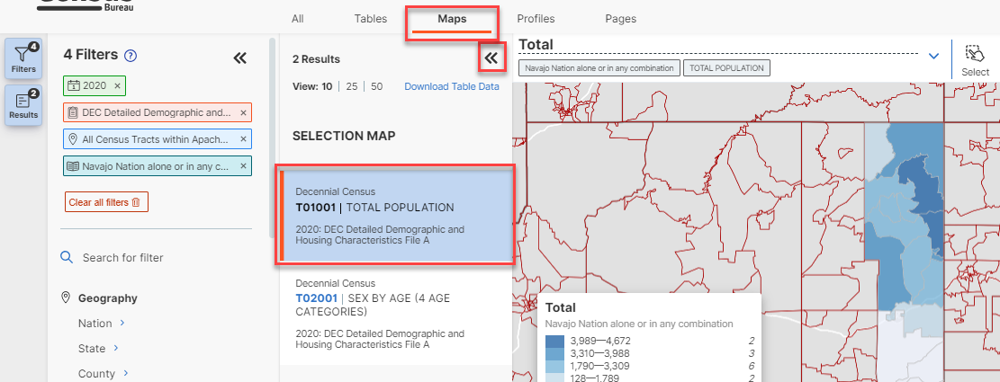 Bureau
All
Tables
Maps
Profiles
Pages
4
Filters
2
Results
4 Filters ?
2020 ×
DEC Detailed Demographic and... ×
All Census Tracts within Apach... ×
Navajo Nation alone or in any c... ×
Clear all filters
Search for filter
Geography
Nation
State
County
2 Results
View: 10 | 25 | 50
Download Table Data
SELECTION MAP
Decennial Census
T01001 | TOTAL POPULATION
2020: DEC Detailed Demographic and
Housing Characteristics File A
Decennial Census
T02001 | SEX BY AGE (4 AGE
CATEGORIES)
2020: DEC Detailed Demographic and
Housing Characteristics File A
Total
Navajo Nation alone or in any combination
TOTAL POPULATION
Select
Total
Navajo Nation alone or in any combination
3,989—4,672 2
3,310—3,988 3
1,790—3,309 6
128—1,789 2